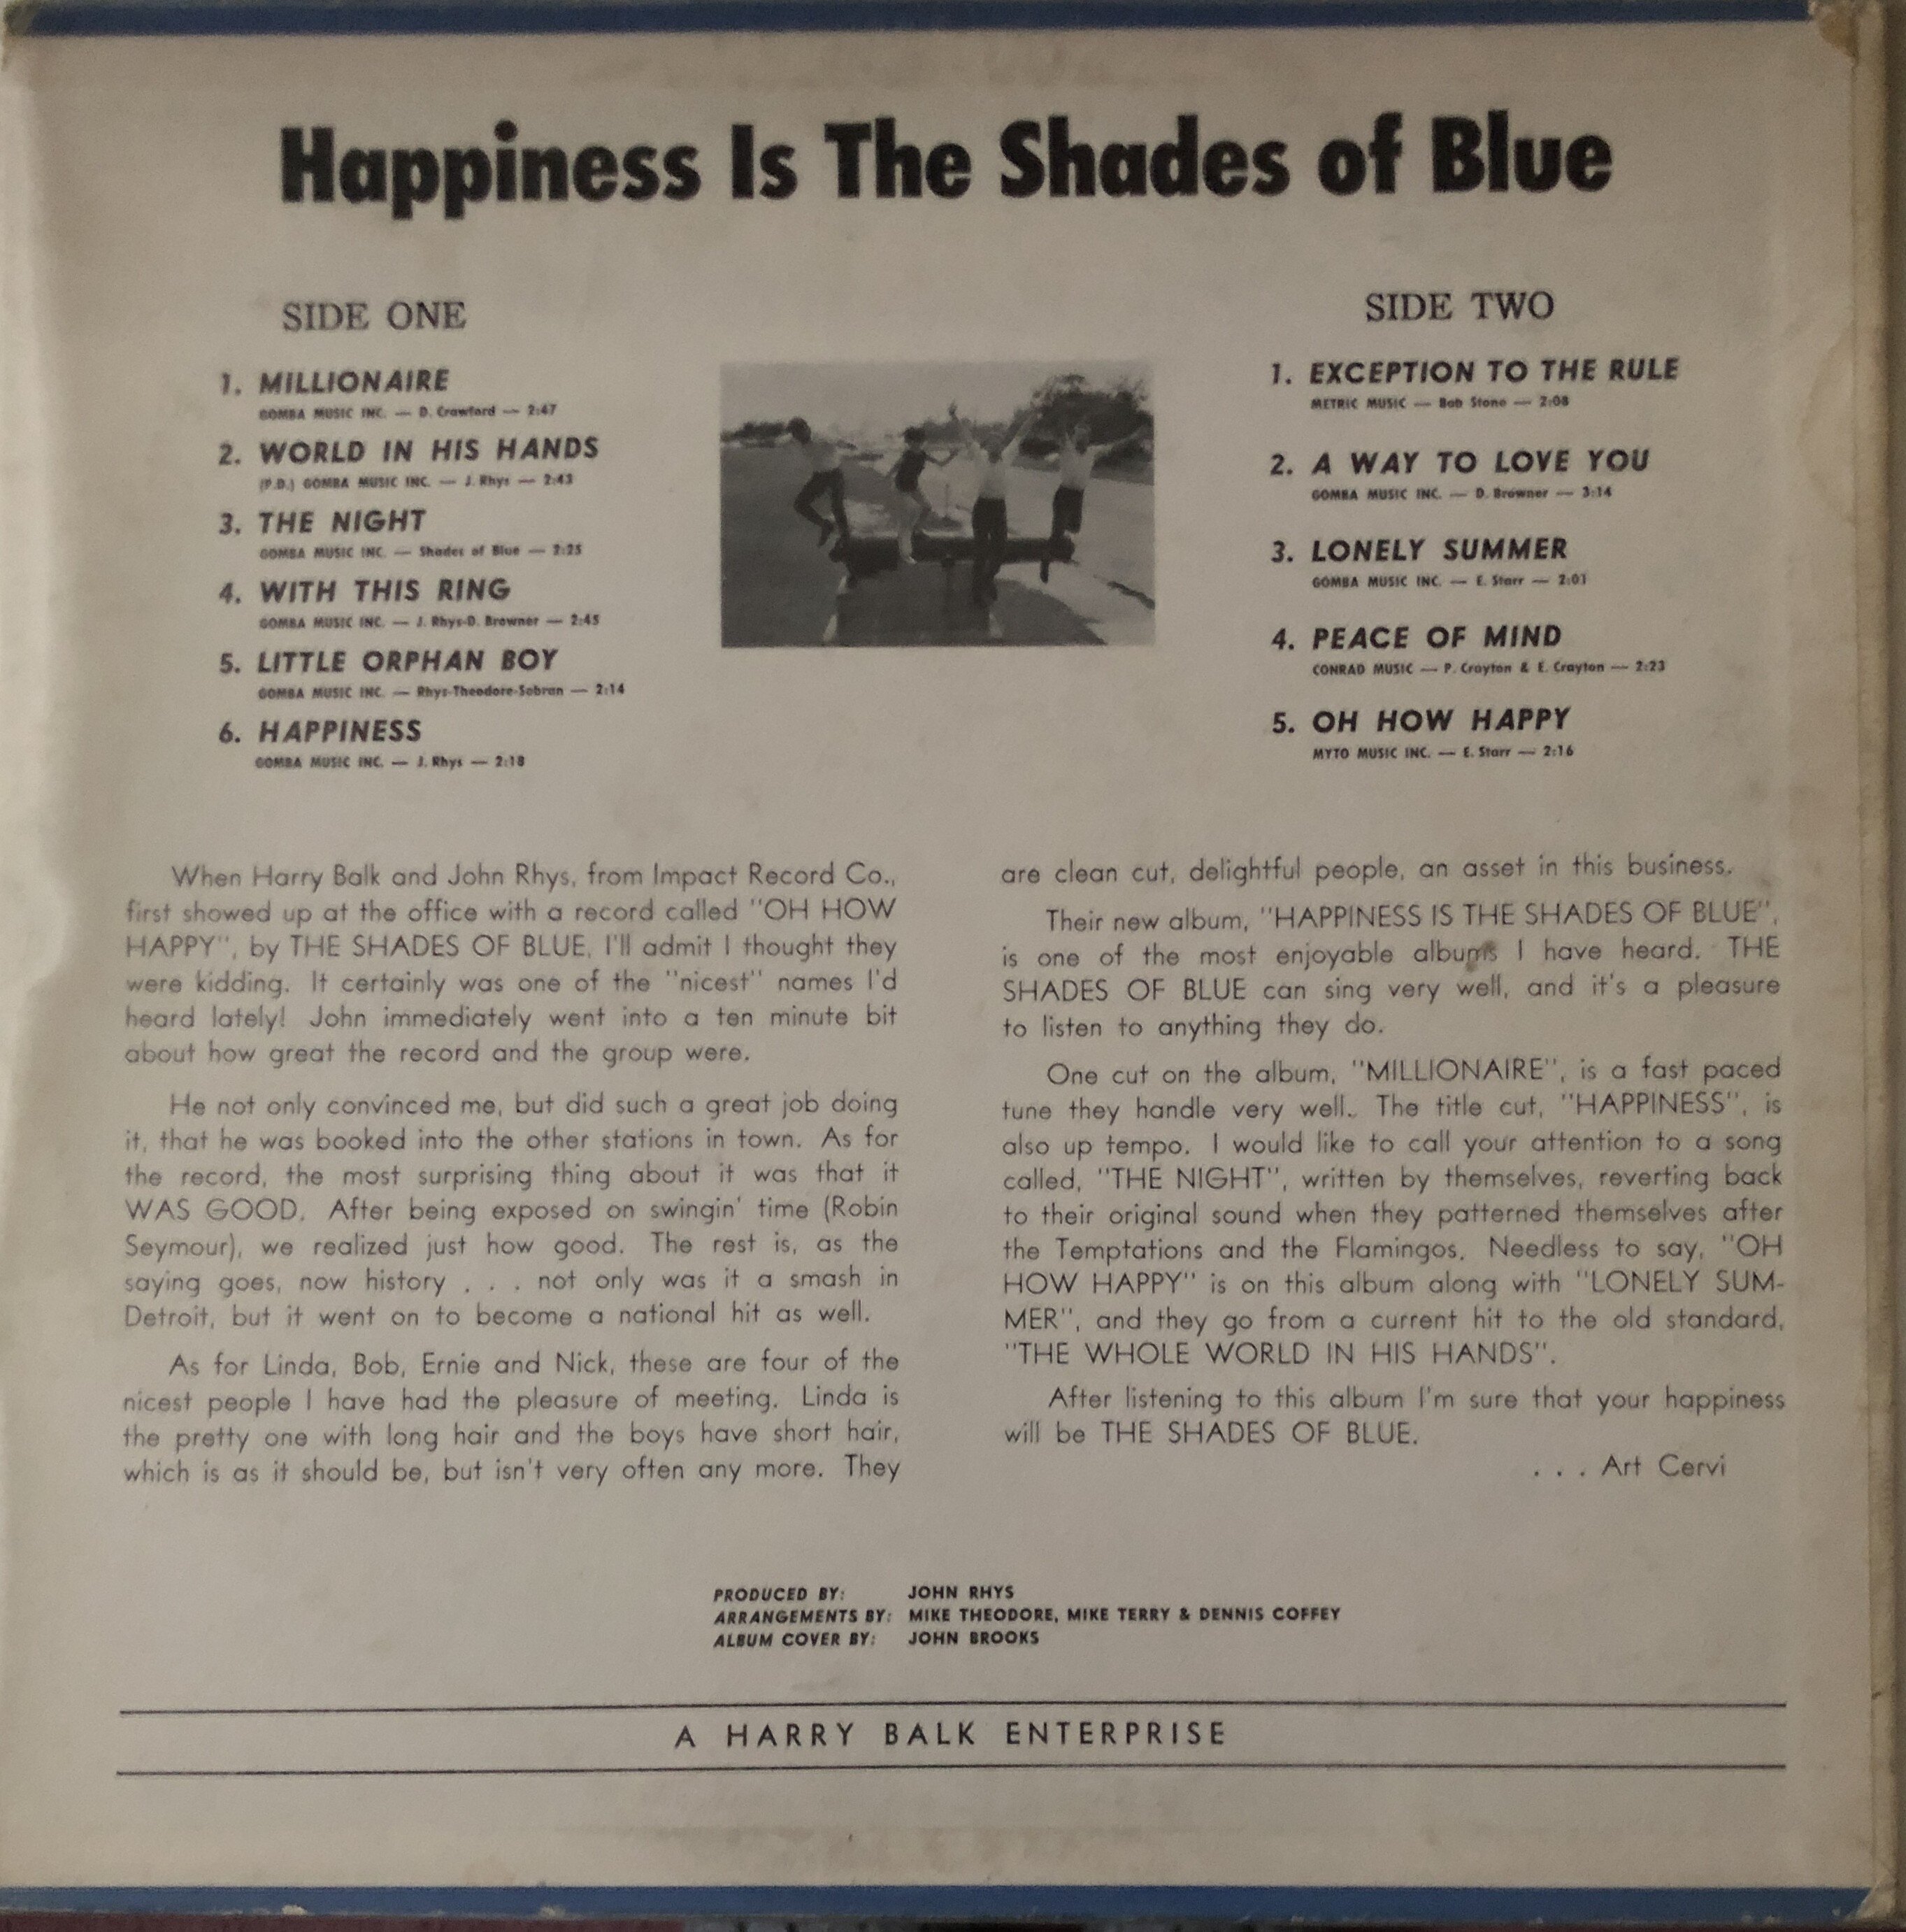 Happiness Is The Shades of Blue
SIDE ONE
1. MILLIONAIRE
GOMBA MUSIC INC. — D. Crawford — 2:47
2. WORLD IN HIS HANDS
(P.D.) GOMBA MUSIC INC. — J. Rhys — 2:43
3. THE NIGHT
GOMBA MUSIC INC. — Shades of Blue — 2:25
4. WITH THIS RING
GOMBA MUSIC INC. — J. Rhys-D. Browner — 2:45
5. LITTLE ORPHAN BOY
GOMBA MUSIC INC. — Rhys-Theodore-Sobran — 2:14
6. HAPPINESS
GOMBA MUSIC INC. — J. Rhys — 2:18
SIDE TWO
1. EXCEPTION TO THE RULE
METRIC MUSIC — Bob Stone — 2:08
2. A WAY TO LOVE YOU
GOMBA MUSIC INC. — D. Browner — 3:14
3. LONELY SUMMER
GOMBA MUSIC INC. — E. Starr — 2:01
4. PEACE OF MIND
CONRAD MUSIC — P. Crayton & E. Crayton — 2:23
5. OH HOW HAPPY
MYTO MUSIC INC. — E. Starr — 2:16
When Harry Balk and John Rhys, from Impact Record Co.,
first showed up at the office with a record called "OH HOW
HAPPY", by THE SHADES OF BLUE, I'll admit I thought they
were kidding. It certainly was one of the "nicest" names I'd
heard lately! John immediately went into a ten minute bit
about how great the record and the group were.
He not only convinced me, but did such a great job doing
it, that he was booked into the other stations in town. As for
the record, the most surprising thing about it was that it
WAS GOOD. After being exposed on swingin' time (Robin
Seymour), we realized just how good. The rest is, as the
saying goes, now history . . . not only was it a smash in
Detroit, but it went on to become a national hit as well.
As for Linda, Bob, Ernie and Nick, these are four of the
nicest people I have had the pleasure of meeting. Linda is
the pretty one with long hair and the boys have short hair,
which is as it should be, but isn't very often any more. They
are clean cut, delightful people, an asset in this business.
Their new album, "HAPPINESS IS THE SHADES OF BLUE",
is one of the most enjoyable albums I have heard. THE
SHADES OF BLUE can sing very well, and it's a pleasure
to listen to anything they do.
One cut on the album, "MILLIONAIRE", is a fast paced
tune they handle very well. The title cut, "HAPPINESS", is
also up tempo. I would like to call your attention to a song
called, "THE NIGHT", written by themselves, reverting back
to their original sound when they patterned themselves after
the Temptations and the Flamingos. Needless to say, "OH
HOW HAPPY" is on this album along with "LONELY SUM-
MER", and they go from a current hit to the old standard,
"THE WHOLE WORLD IN HIS HANDS".
After listening to this album I'm sure that your happiness
will be THE SHADES OF BLUE.
. . . Art Cervi
PRODUCED BY: JOHN RHYS
ARRANGEMENTS BY: MIKE THEODORE, MIKE TERRY & DENNIS COFFEY
ALBUM COVER BY: JOHN BROOKS
A HARRY BALK ENTERPRISE